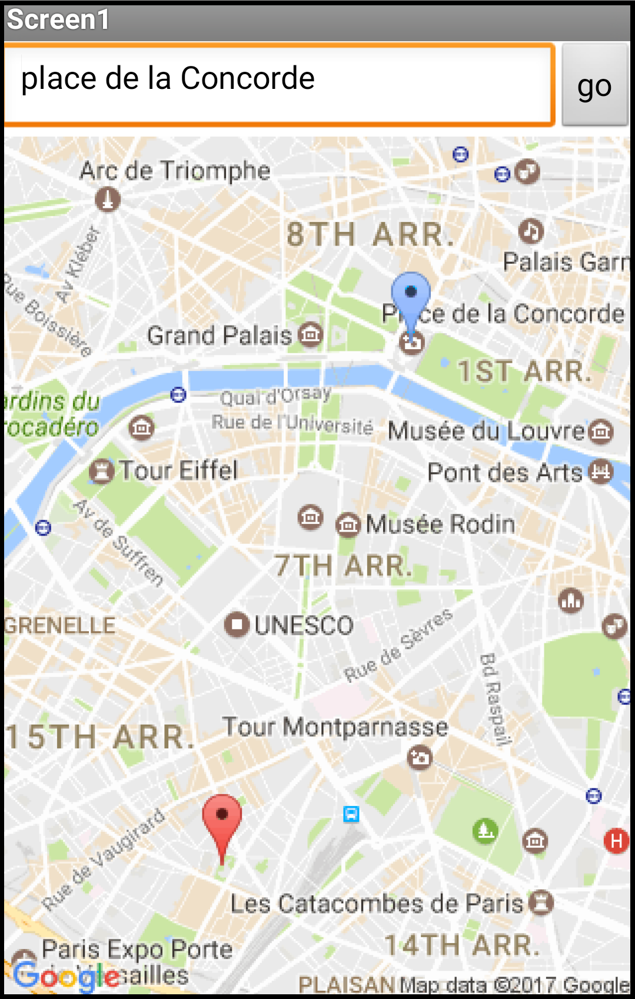 Screen1
place de la Concorde
go
Arc de Triomphe
8TH ARR.
Av Kléber
Palais Garn
Rue Boissière
Place de la Concorde
Grand Palais
1ST ARR.
ardins du
rocadéro
Quai d'Orsay
Rue de l'Université
Musée du Louvre
Tour Eiffel
Pont des Arts
Av de Suffren
Musée Rodin
7TH ARR.
GRENELLE
UNESCO
Rue de Sèvres
Bd Raspail
Tour Montparnasse
15TH ARR.
Rue de Vaugirard
H
Les Catacombes de Paris
14TH ARR.
Paris Expo Porte
Google
sailles
PLAISAN
Map data ©2017 Google